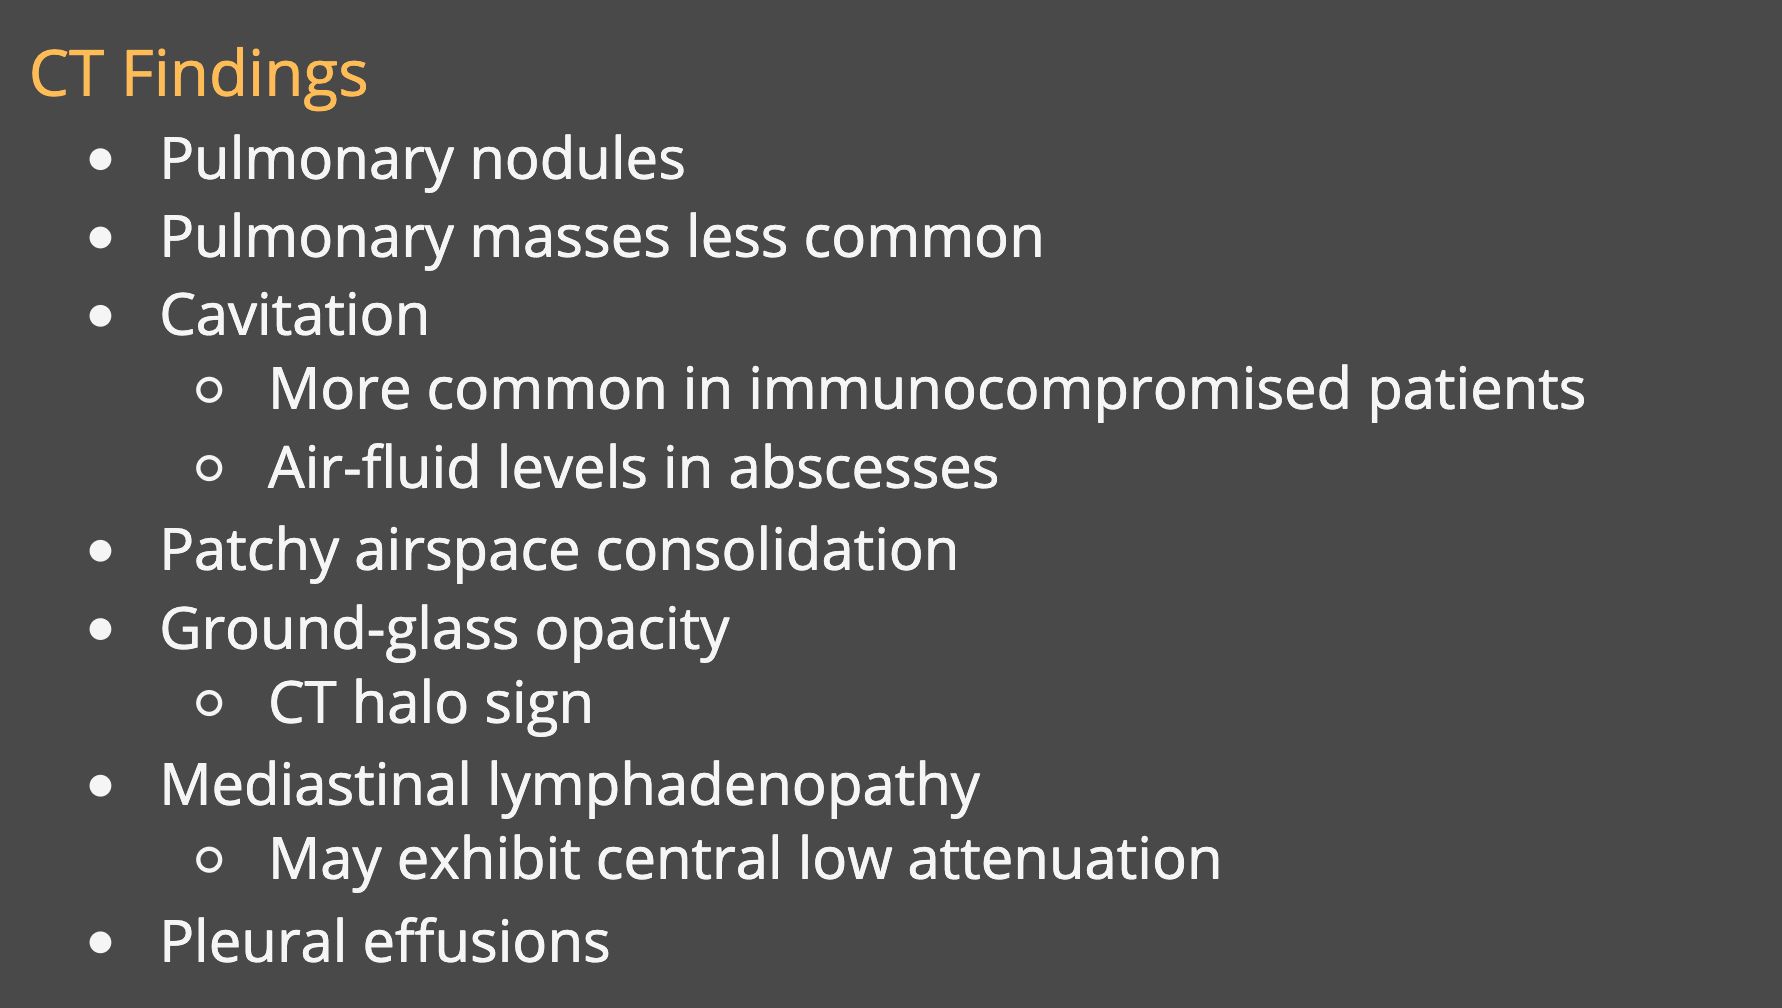 CT Findings
● Pulmonary nodules
● Pulmonary masses less common
● Cavitation
○ More common in immunocompromised patients
○ Air-fluid levels in abscesses
● Patchy airspace consolidation
● Ground-glass opacity
○ CT halo sign
● Mediastinal lymphadenopathy
○ May exhibit central low attenuation
● Pleural effusions